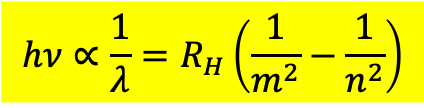 hν ∝ 1/λ = R_H (1/m² − 1/n²)